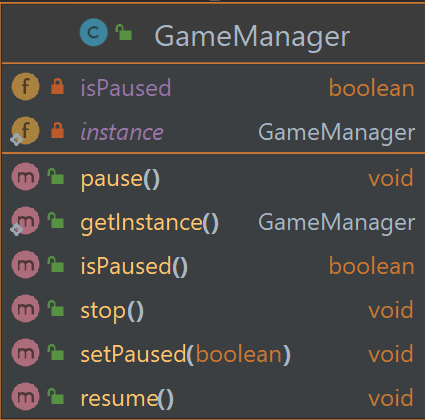 GameManager
isPaused boolean
instance GameManager
pause() void
getInstance() GameManager
isPaused() boolean
stop() void
setPaused(boolean) void
resume() void